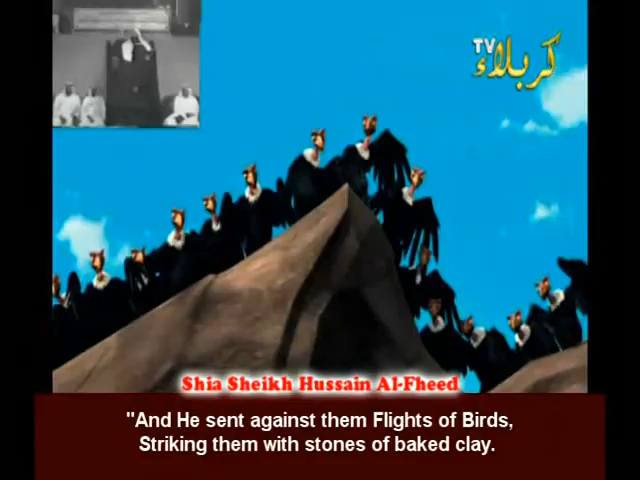 TV
كربلاء
Shia Sheikh Hussain Al-Fheed
"And He sent against them Flights of Birds,
Striking them with stones of baked clay.